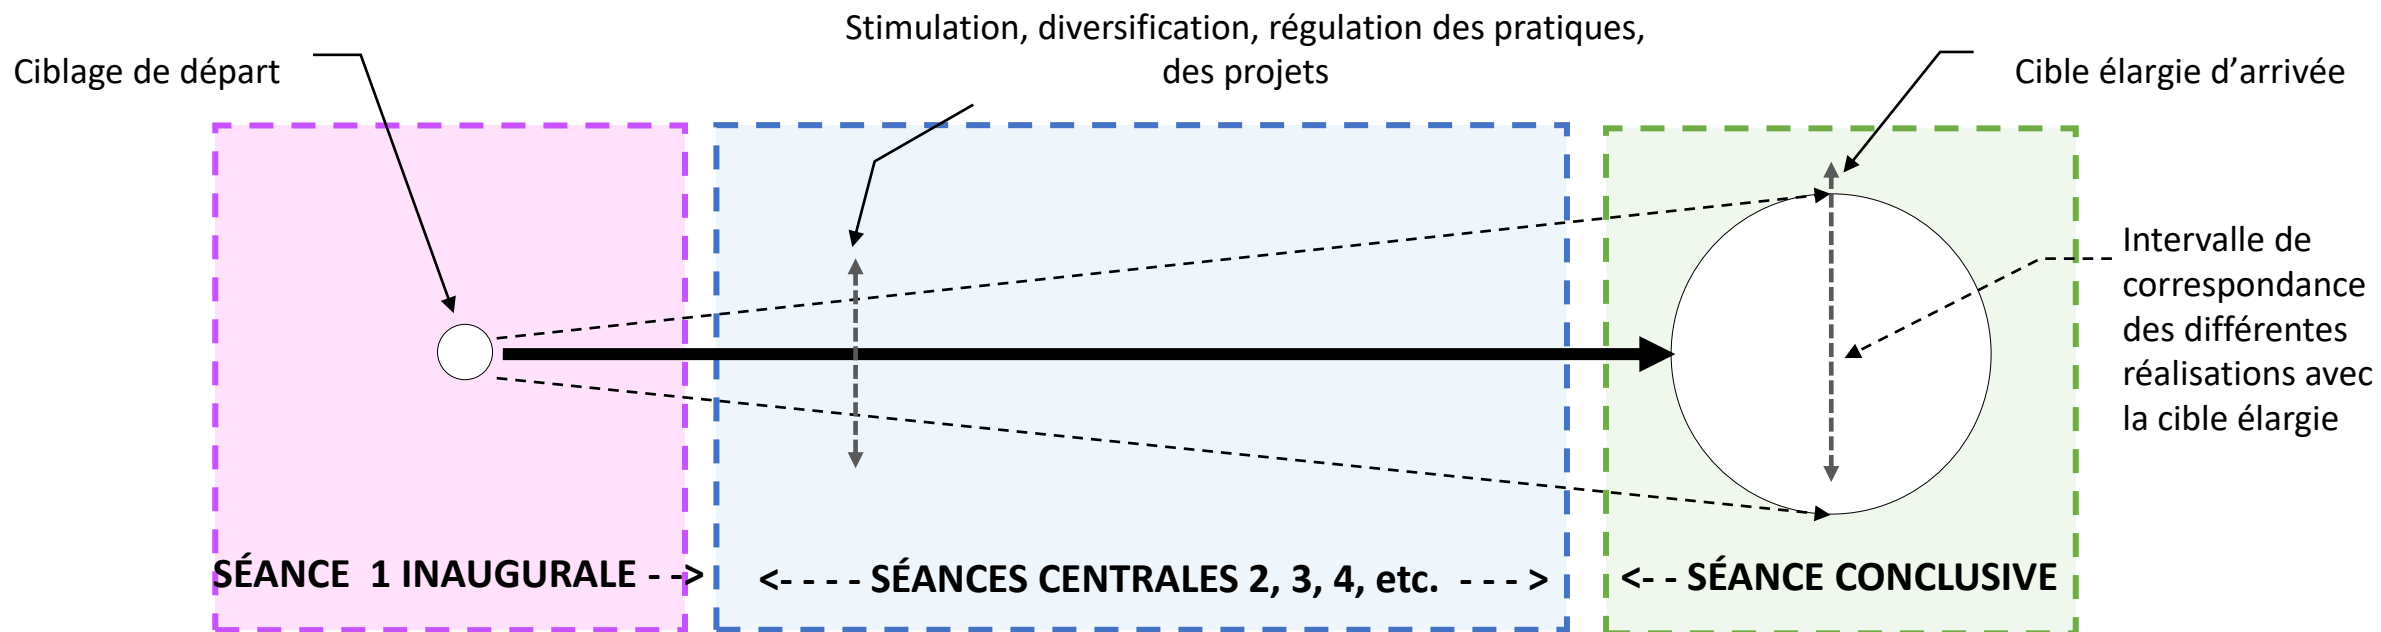 Stimulation, diversification, régulation des pratiques,
des projets
Ciblage de départ
Cible élargie d’arrivée
Intervalle de
correspondance
des différentes
réalisations avec
la cible élargie
SÉANCE  1 INAUGURALE - ->
<- - - - SÉANCES CENTRALES 2, 3, 4, etc.  - - - >
<- - SÉANCE CONCLUSIVE